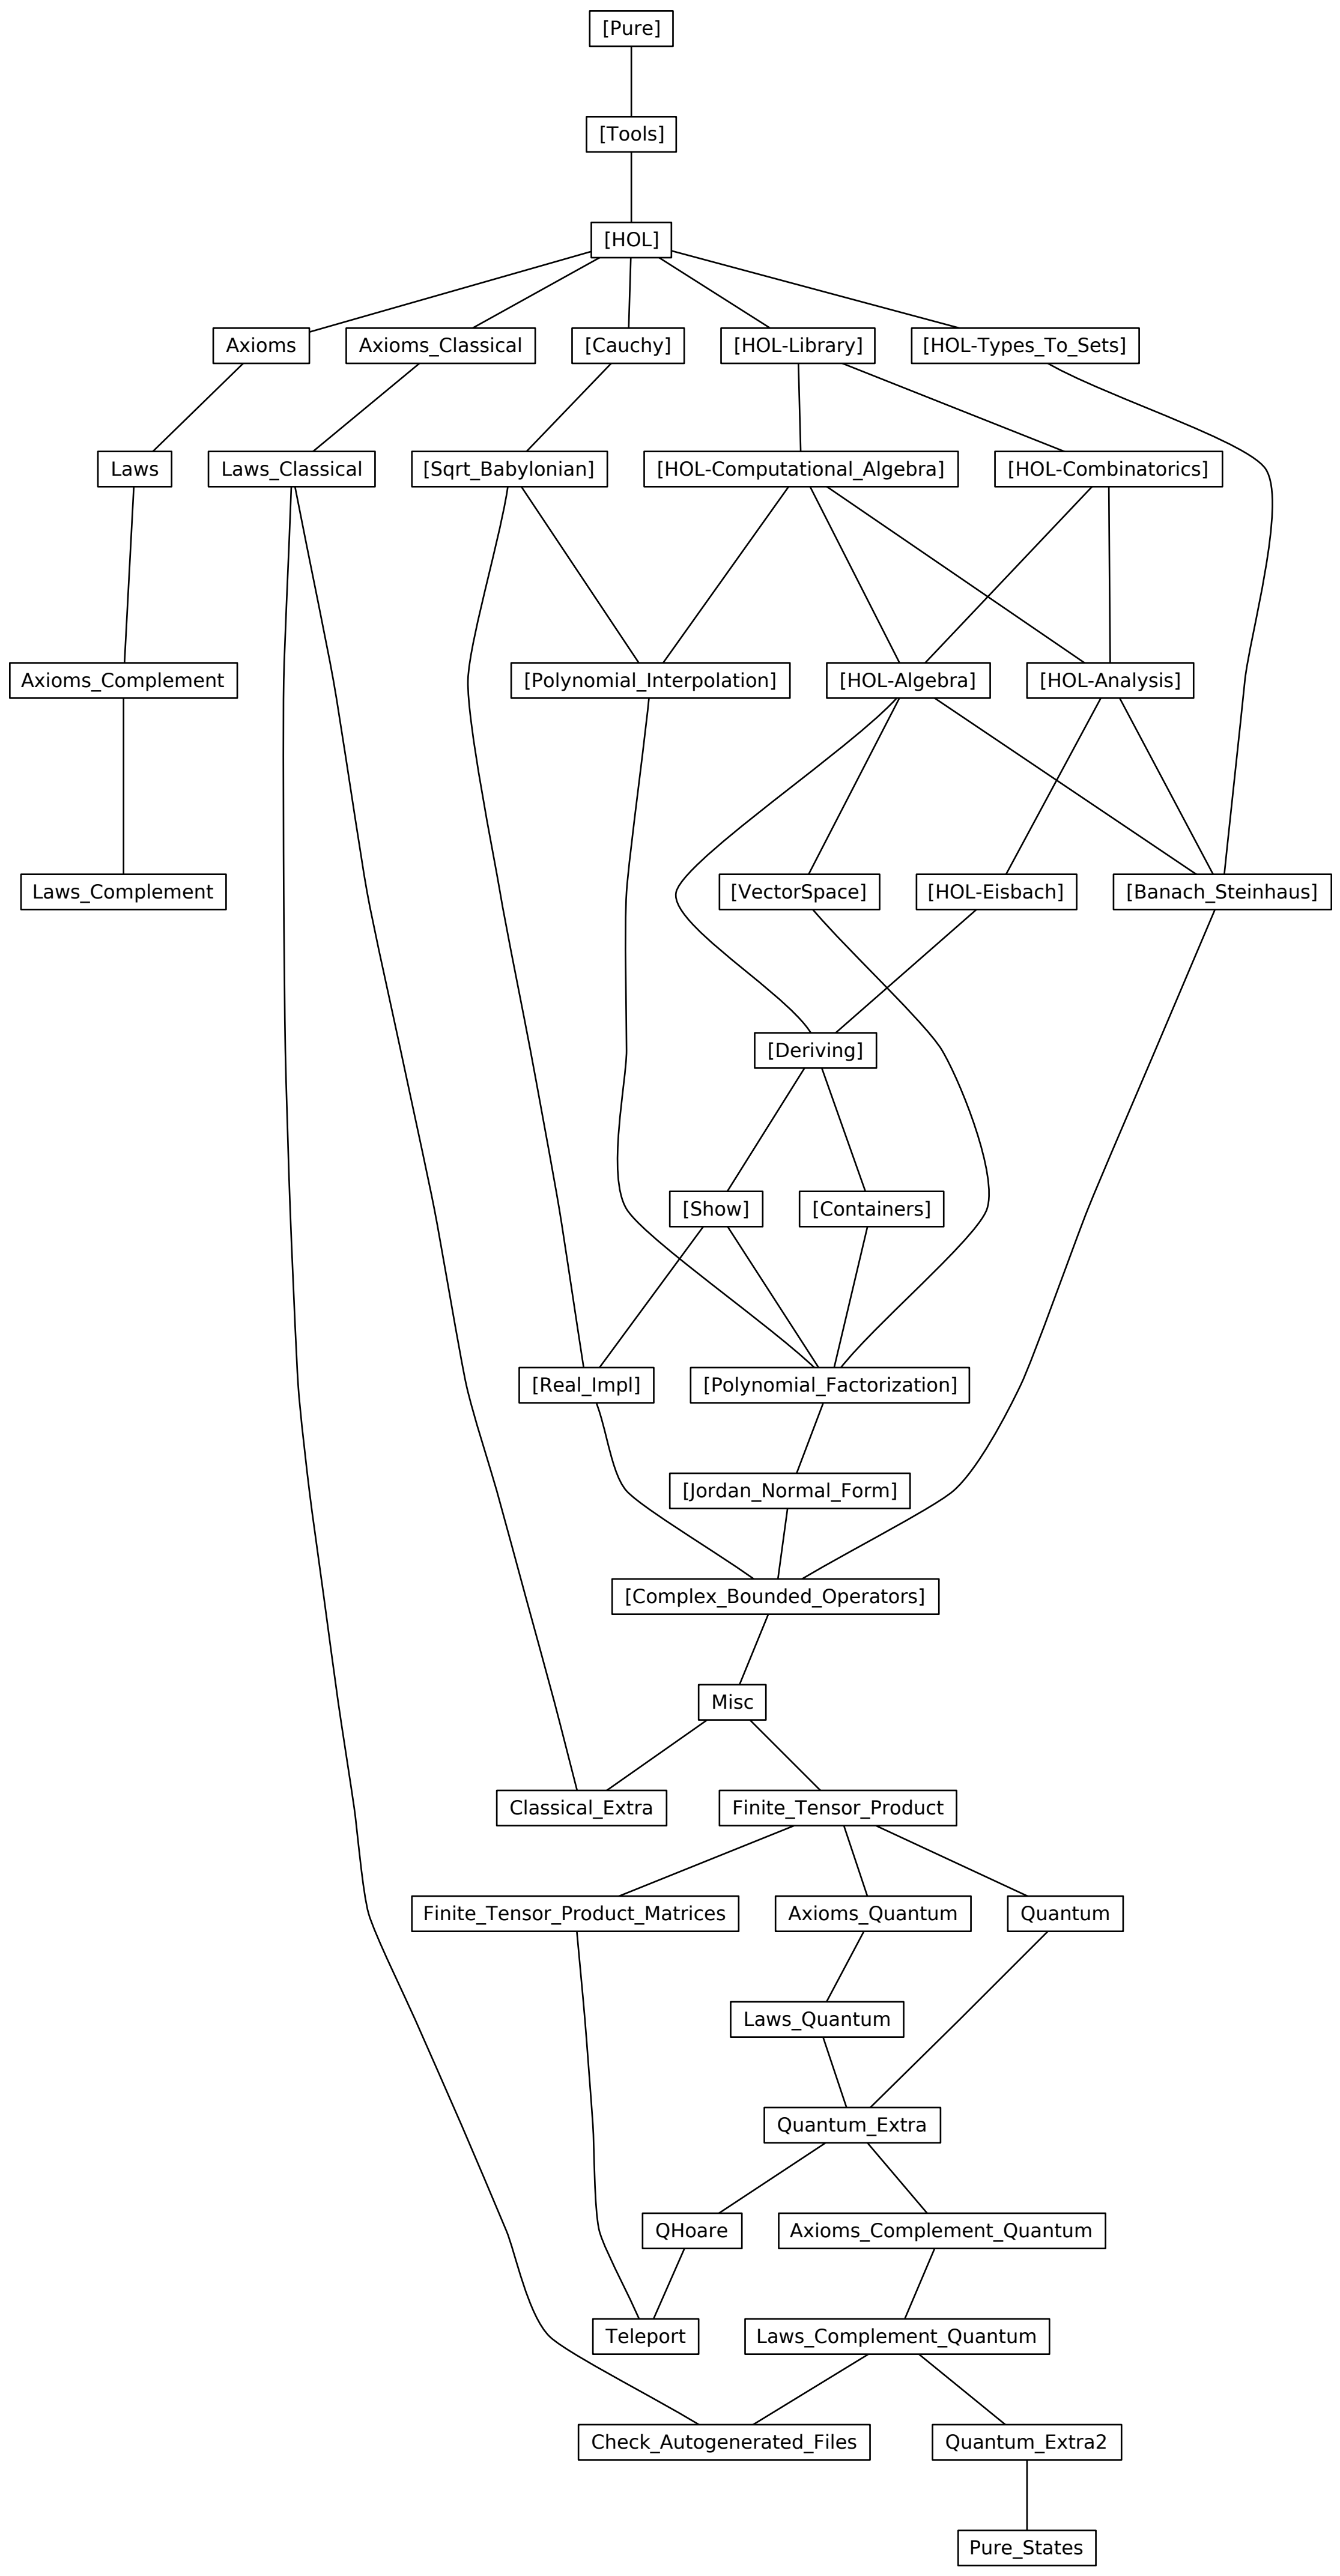 [Pure]
[Tools]
[HOL]
Axioms
Axioms_Classical
[Cauchy]
[HOL-Library]
[HOL-Types_To_Sets]
Laws
Laws_Classical
[Sqrt_Babylonian]
[HOL-Computational_Algebra]
[HOL-Combinatorics]
Axioms_Complement
[Polynomial_Interpolation]
[HOL-Algebra]
[HOL-Analysis]
Laws_Complement
[VectorSpace]
[HOL-Eisbach]
[Banach_Steinhaus]
[Deriving]
[Show]
[Containers]
[Real_Impl]
[Polynomial_Factorization]
[Jordan_Normal_Form]
[Complex_Bounded_Operators]
Misc
Classical_Extra
Finite_Tensor_Product
Finite_Tensor_Product_Matrices
Axioms_Quantum
Quantum
Laws_Quantum
Quantum_Extra
QHoare
Axioms_Complement_Quantum
Teleport
Laws_Complement_Quantum
Check_Autogenerated_Files
Quantum_Extra2
Pure_States